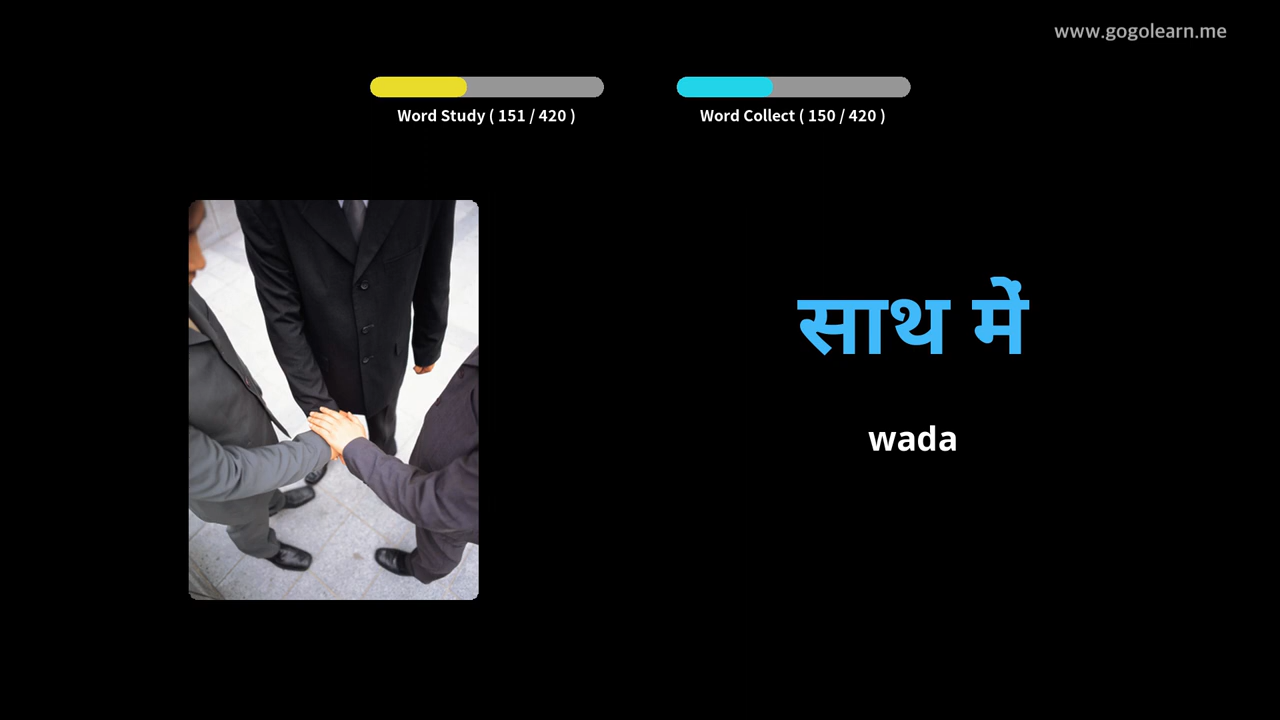 www.gogolearn.me
Word Study ( 151 / 420 )
Word Collect ( 150 / 420 )
साथ में
wada